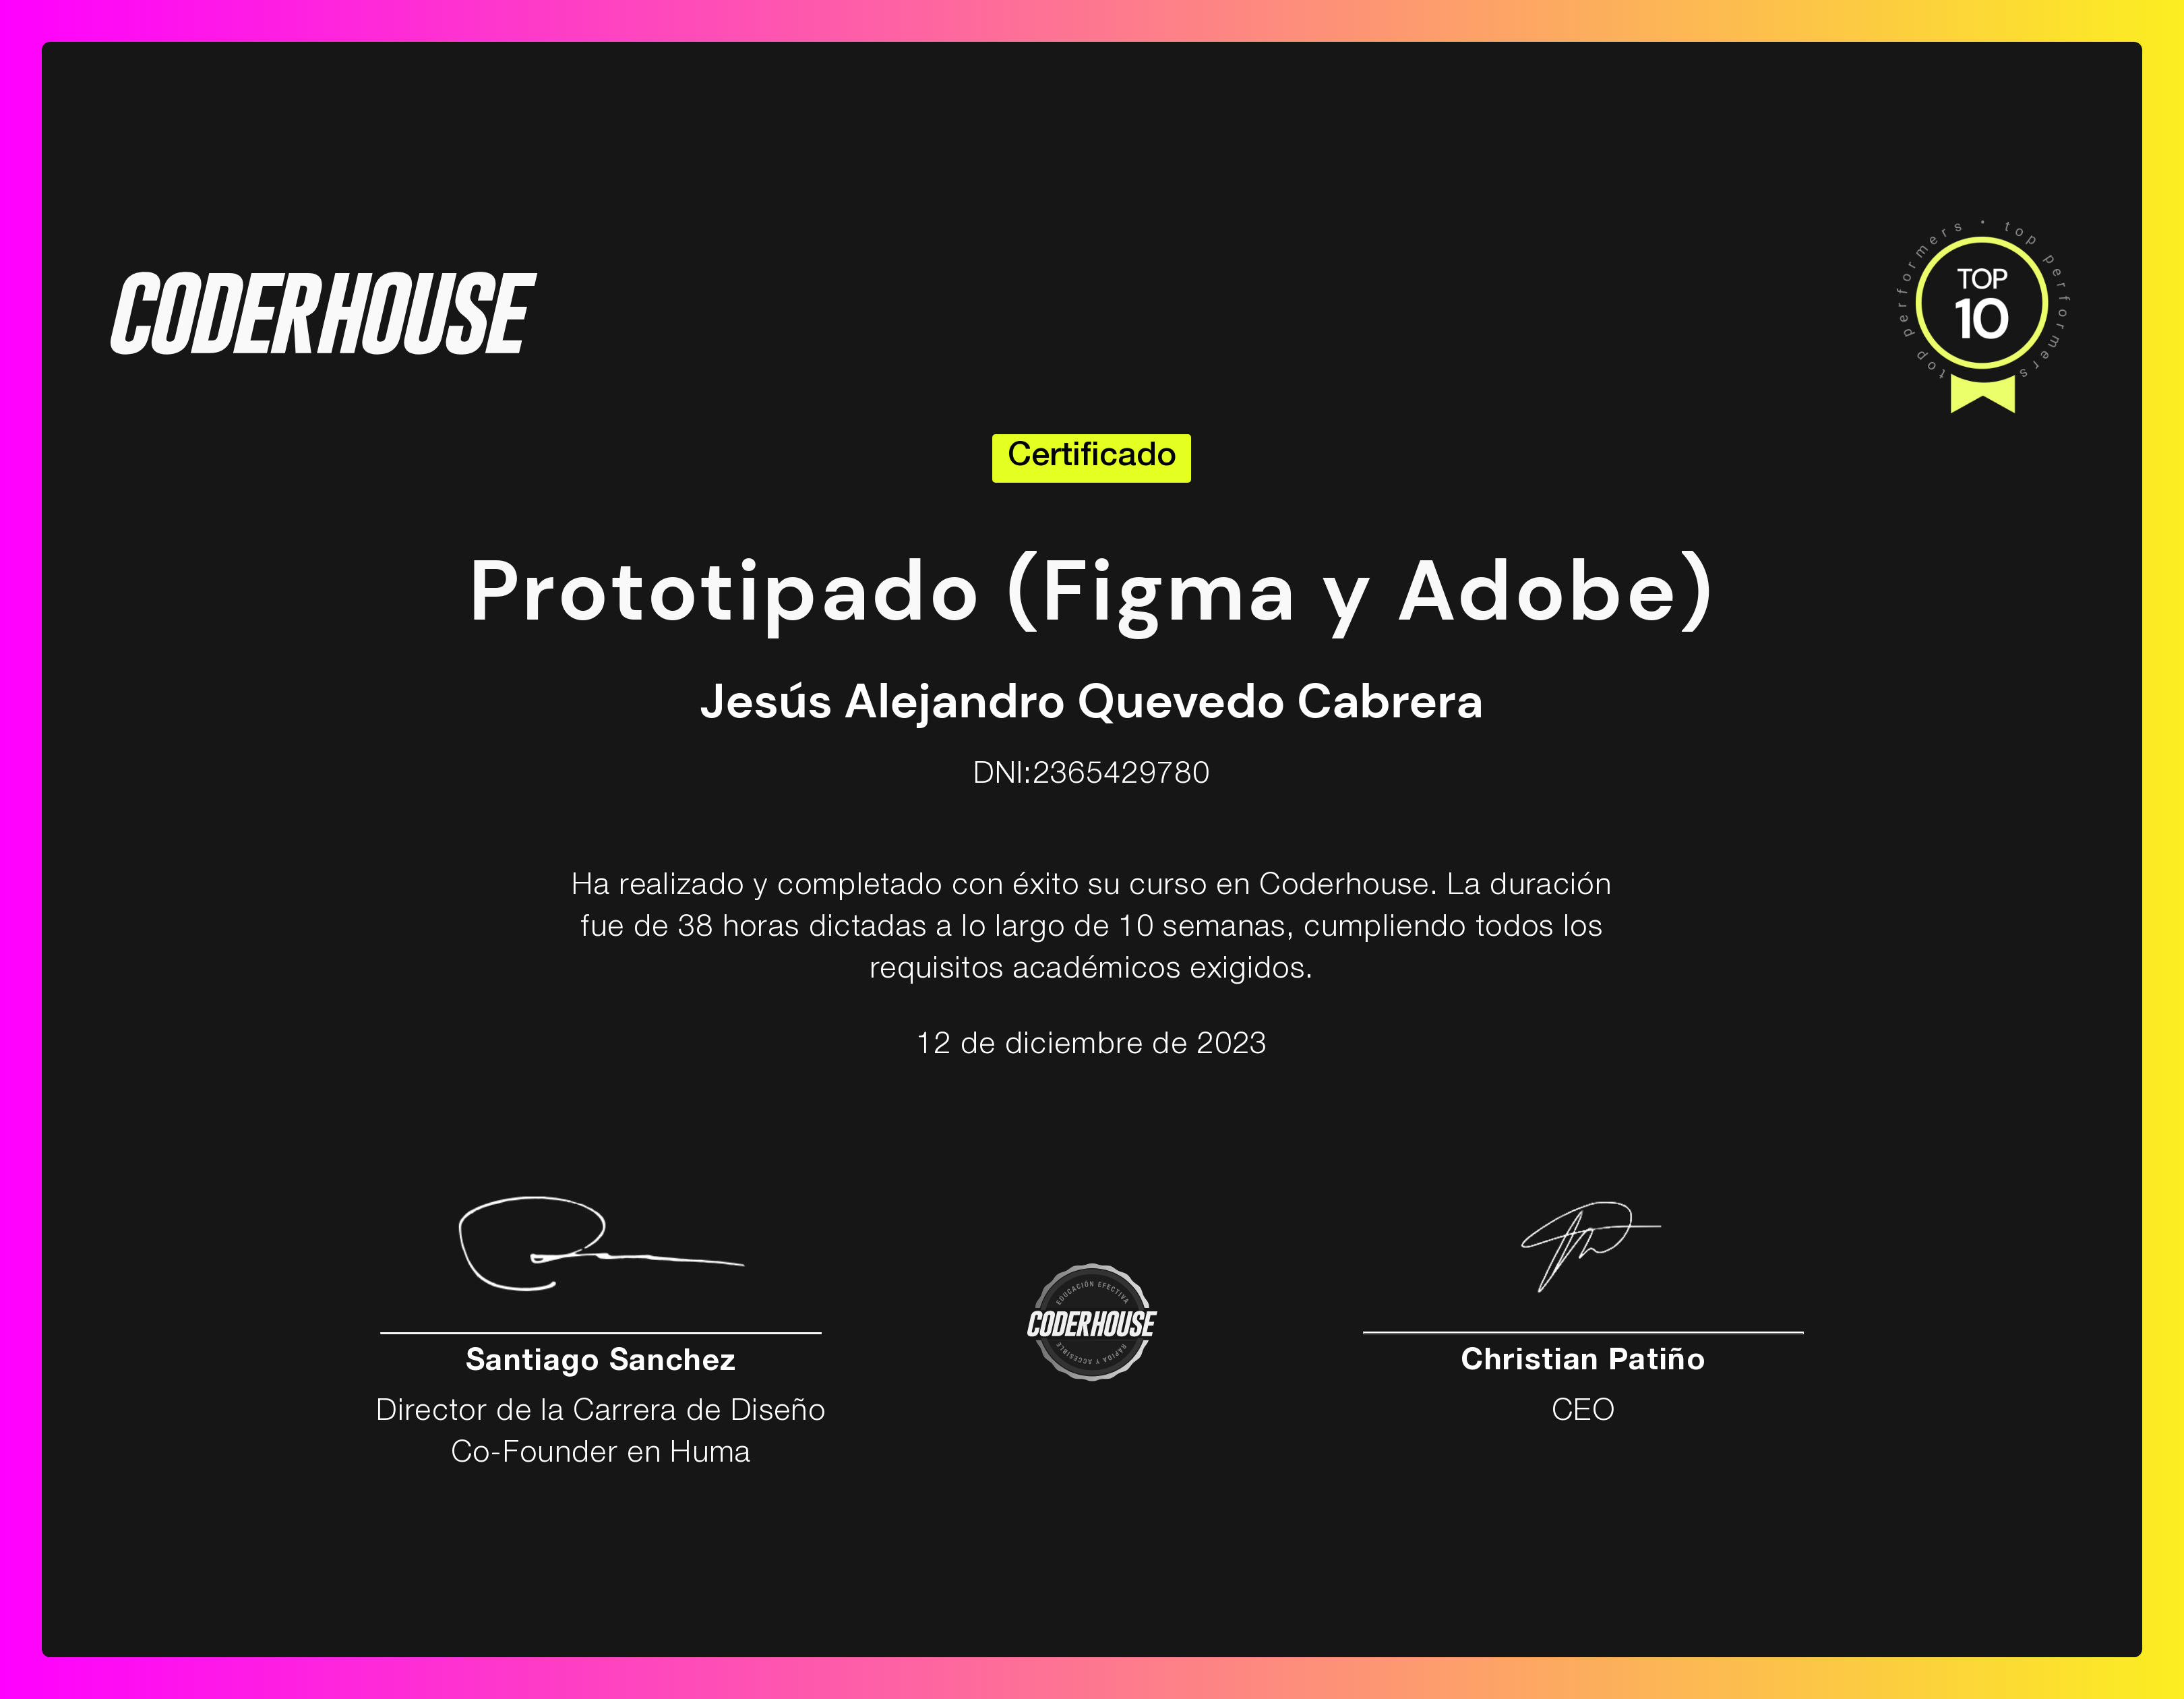 CODERHOUSE
top performers • top performers
TOP
10
Certificado
Prototipado (Figma y Adobe)
Jesús Alejandro Quevedo Cabrera
DNI:2365429780
Ha realizado y completado con éxito su curso en Coderhouse. La duración
fue de 38 horas dictadas a lo largo de 10 semanas, cumpliendo todos los
requisitos académicos exigidos.
12 de diciembre de 2023
EDUCACIÓN EFECTIVA
CODERHOUSE
RAPIDA Y ACCESIBLE
Santiago Sanchez
Director de la Carrera de Diseño
Co-Founder en Huma
Christian Patiño
CEO